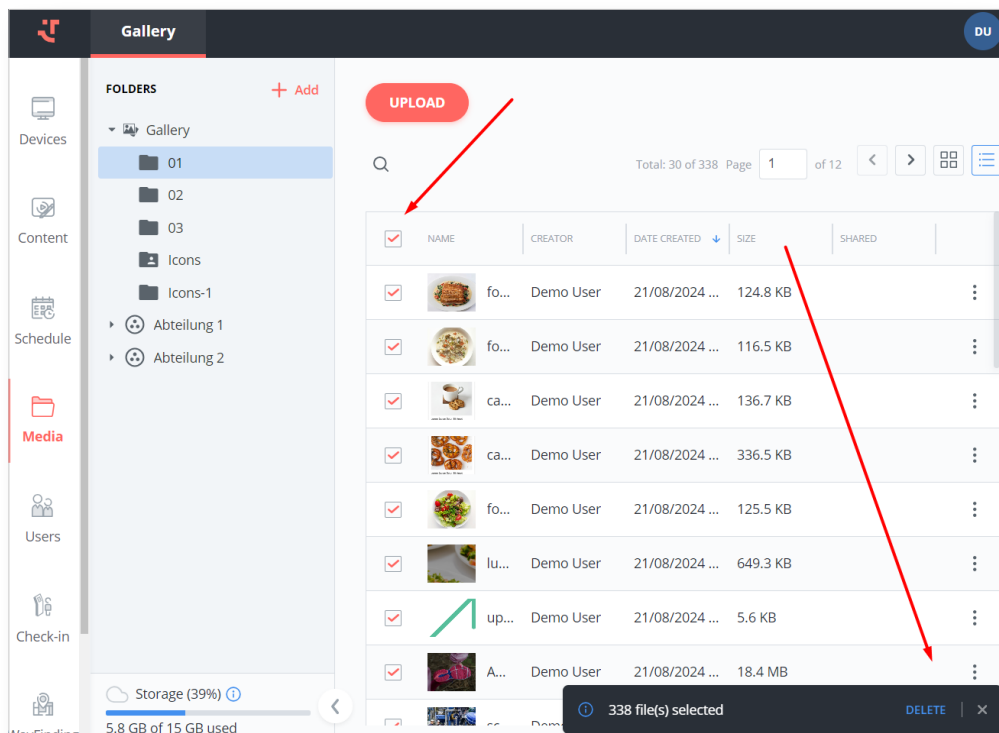 Gallery
DU
FOLDERS
Add
UPLOAD
Devices
Gallery
01
Total: 30 of 338 Page 1 of 12
02
Content
03
NAME CREATOR DATE CREATED SIZE SHARED
Icons
Icons-1
fo... Demo User 21/08/2024 ... 124.8 KB
Schedule
Abteilung 1
fo... Demo User 21/08/2024 ... 116.5 KB
Abteilung 2
ca... Demo User 21/08/2024 ... 136.7 KB
Media
ca... Demo User 21/08/2024 ... 336.5 KB
fo... Demo User 21/08/2024 ... 125.5 KB
Users
lu... Demo User 21/08/2024 ... 649.3 KB
up... Demo User 21/08/2024 ... 5.6 KB
Check-in
A... Demo User 21/08/2024 ... 18.4 MB
Storage (39%)
338 file(s) selected DELETE
5.8 GB of 15 GB used